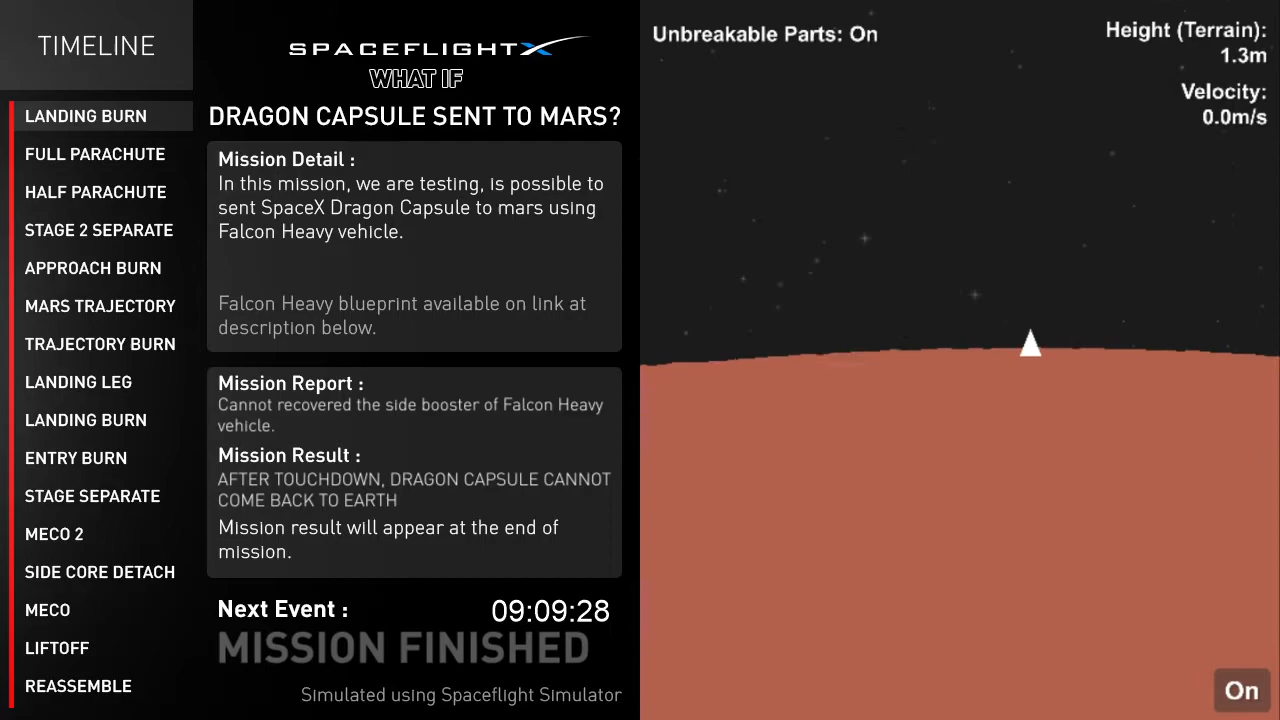 TIMELINE
LANDING BURN
FULL PARACHUTE
HALF PARACHUTE
STAGE 2 SEPARATE
APPROACH BURN
MARS TRAJECTORY
TRAJECTORY BURN
LANDING LEG
LANDING BURN
ENTRY BURN
STAGE SEPARATE
MECO 2
SIDE CORE DETACH
MECO
LIFTOFF
REASSEMBLE
SPACEFLIGHTX
WHAT IF
DRAGON CAPSULE SENT TO MARS?
Mission Detail :
In this mission, we are testing, is possible to
sent SpaceX Dragon Capsule to mars using
Falcon Heavy vehicle.
Falcon Heavy blueprint available on link at
description below.
Mission Report :
Cannot recovered the side booster of Falcon Heavy
vehicle.
Mission Result :
AFTER TOUCHDOWN, DRAGON CAPSULE CANNOT
COME BACK TO EARTH
Mission result will appear at the end of
mission.
Next Event : 09:09:28
MISSION FINISHED
Simulated using Spaceflight Simulator
Unbreakable Parts: On
Height (Terrain):
1.3m
Velocity:
0.0m/s
On